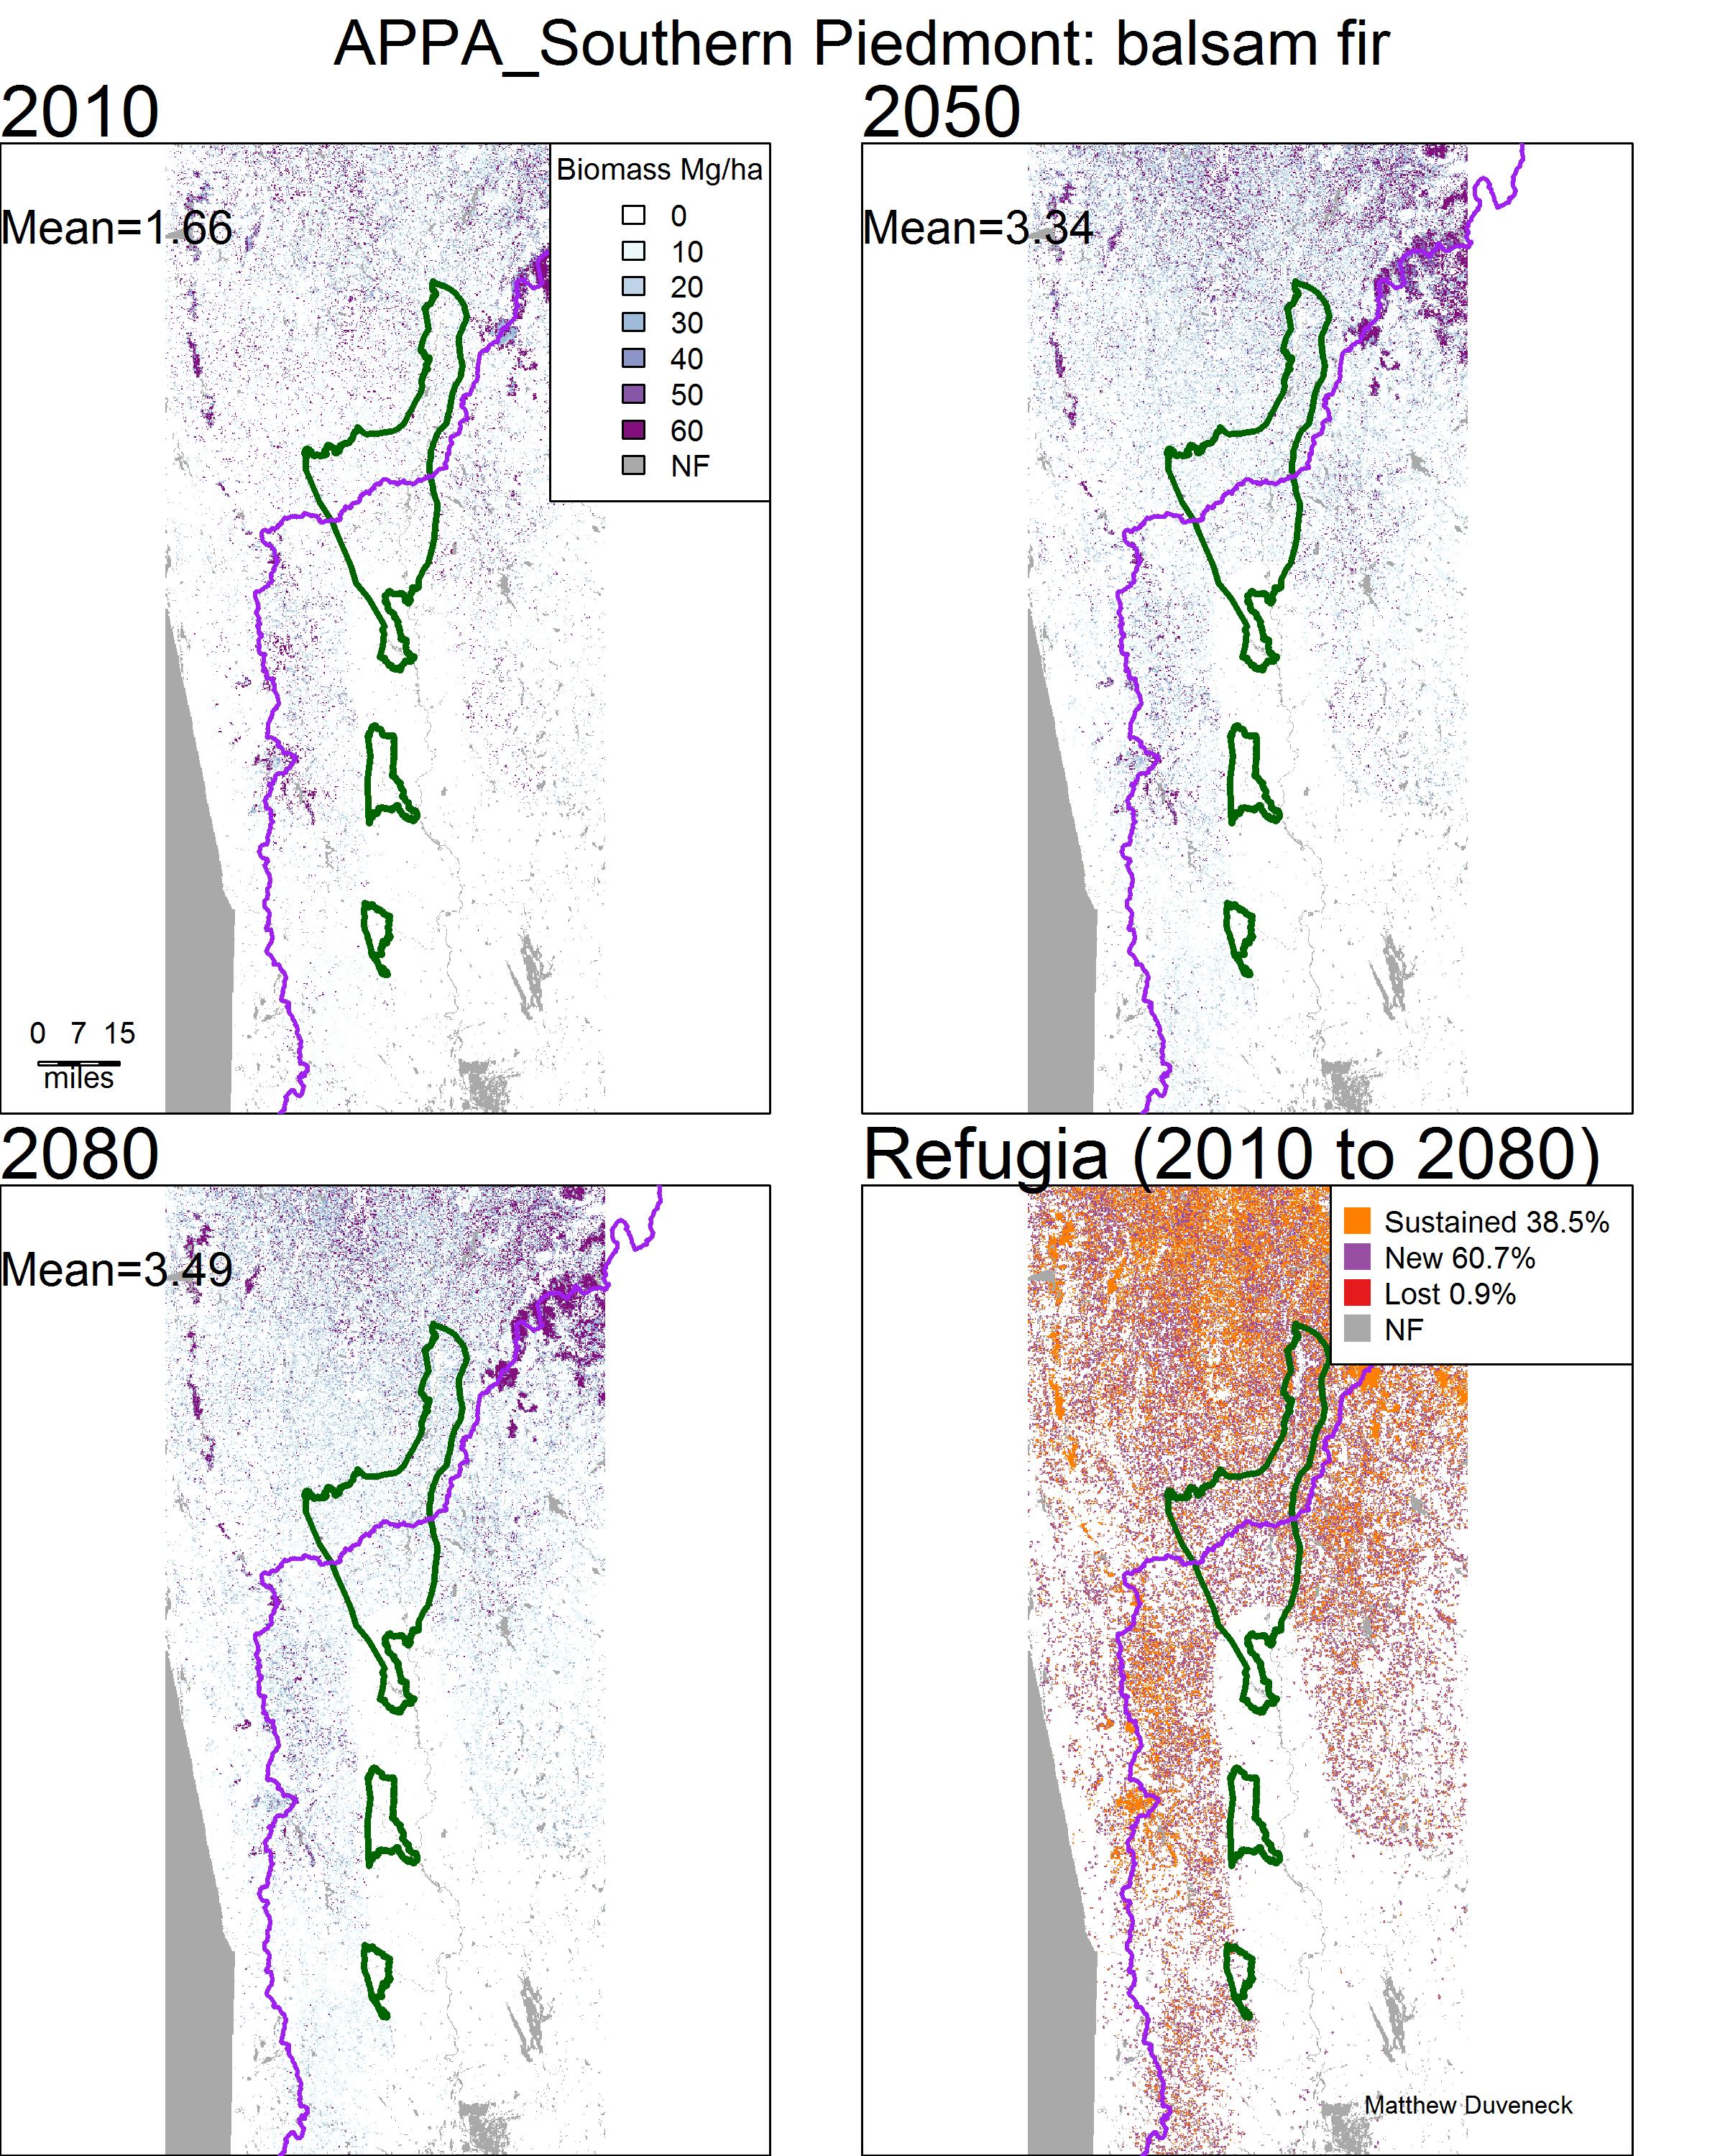 APPA_Southern Piedmont: balsam fir
2010
Mean=1.66
Biomass Mg/ha
0
10
20
30
40
50
60
NF
0 7 15
miles
2050
Mean=3.34
2080
Mean=3.49
Refugia (2010 to 2080)
Sustained 38.5%
New 60.7%
Lost 0.9%
NF
Matthew Duveneck